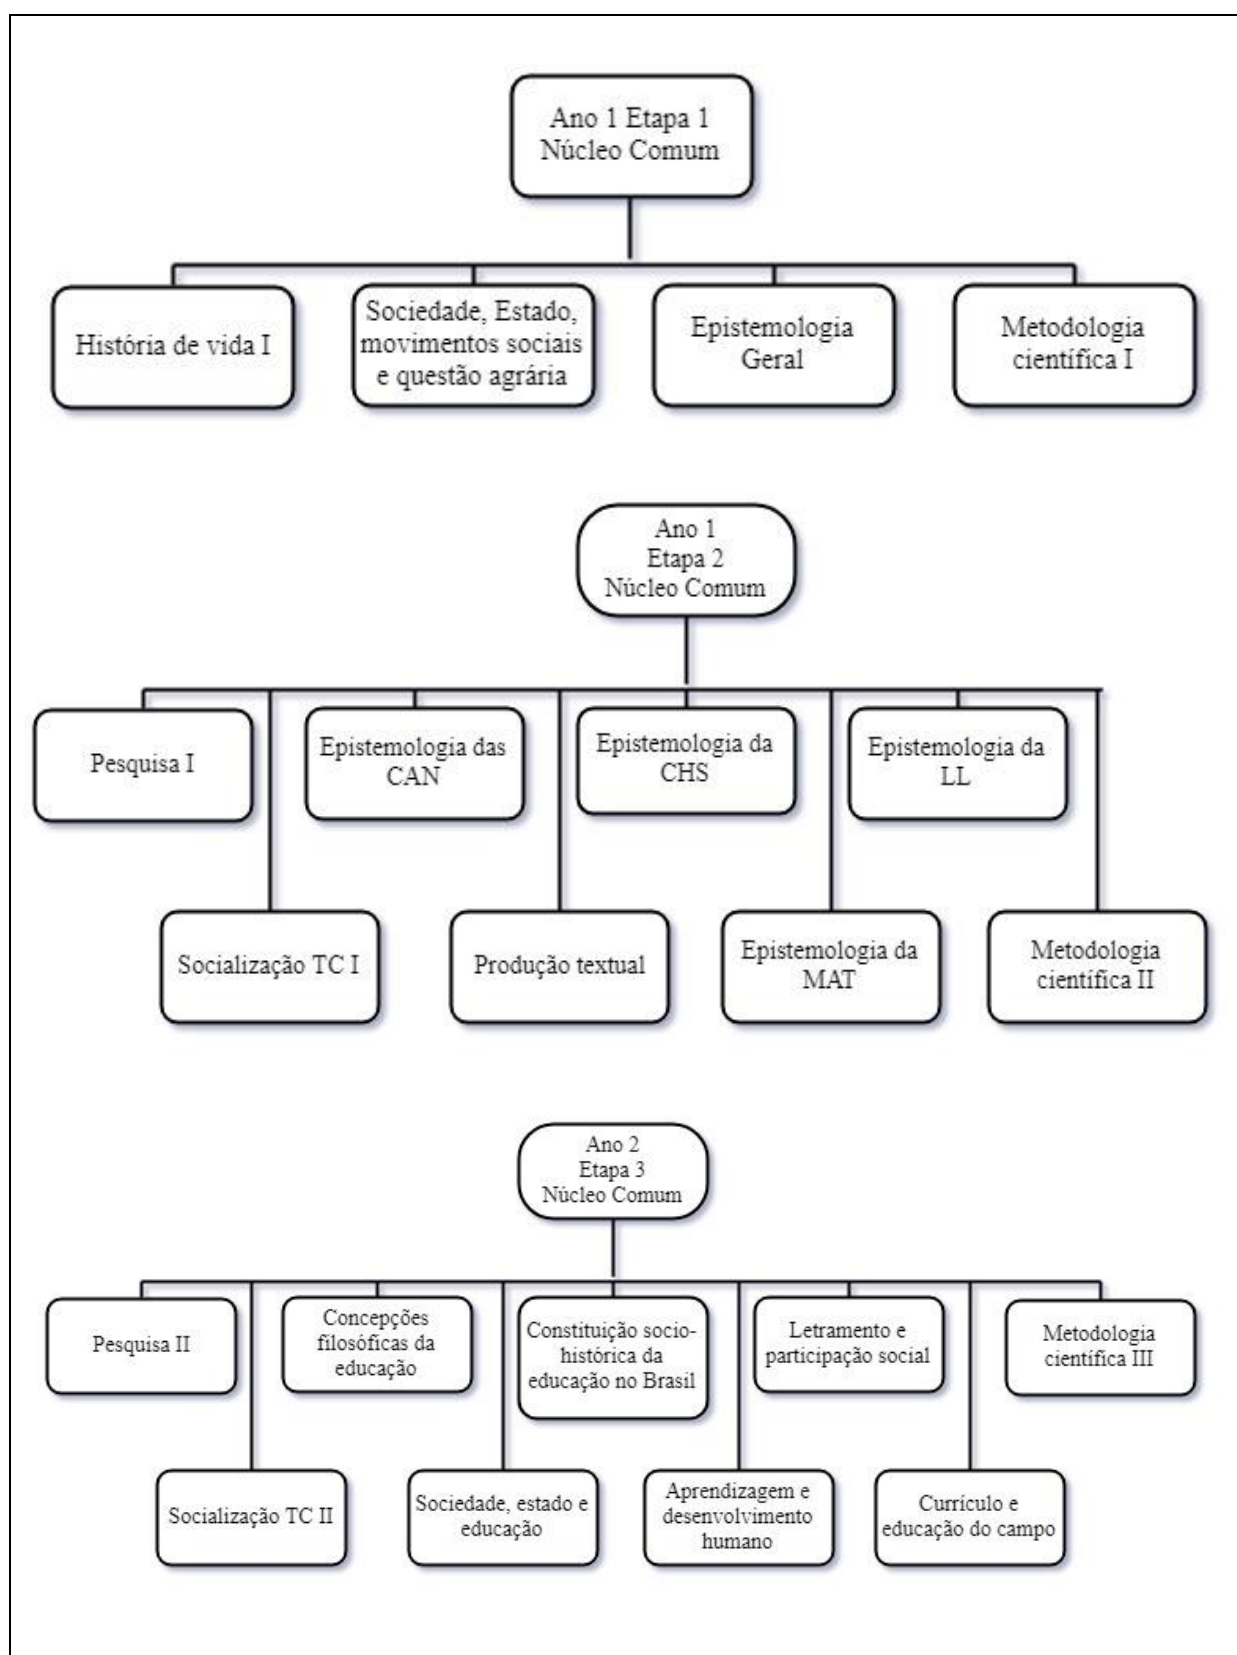 Ano 1 Etapa 1
Núcleo Comum
História de vida I
Sociedade, Estado,
movimentos sociais
e questão agrária
Epistemologia
Geral
Metodologia
científica I
Ano 1
Etapa 2
Núcleo Comum
Pesquisa I
Epistemologia das
CAN
Epistemologia da
CHS
Epistemologia da
LL
Socialização TC I
Produção textual
Epistemologia da
MAT
Metodologia
científica II
Ano 2
Etapa 3
Núcleo Comum
Pesquisa II
Concepções
filosóficas da
educação
Constituição socio-
histórica da
educação no Brasil
Letramento e
participação social
Metodologia
científica III
Socialização TC II
Sociedade, estado e
educação
Aprendizagem e
desenvolvimento
humano
Currículo e
educação do campo